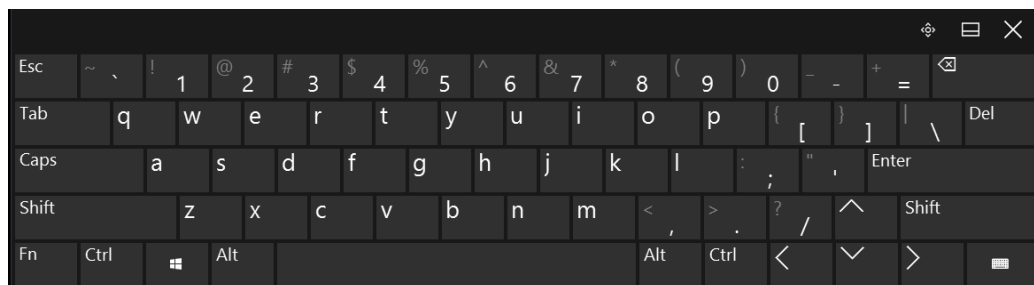 Esc ~ ` ! 1 @ 2 # 3 $ 4 % 5 ^ 6 & 7 * 8 ( 9 ) 0 _ - + =
Tab q w e r t y u i o p { [ } ] | \ Del
Caps a s d f g h j k l : ; " ' Enter
Shift z x c v b n m < , > . ? / Shift
Fn Ctrl Alt Alt Ctrl